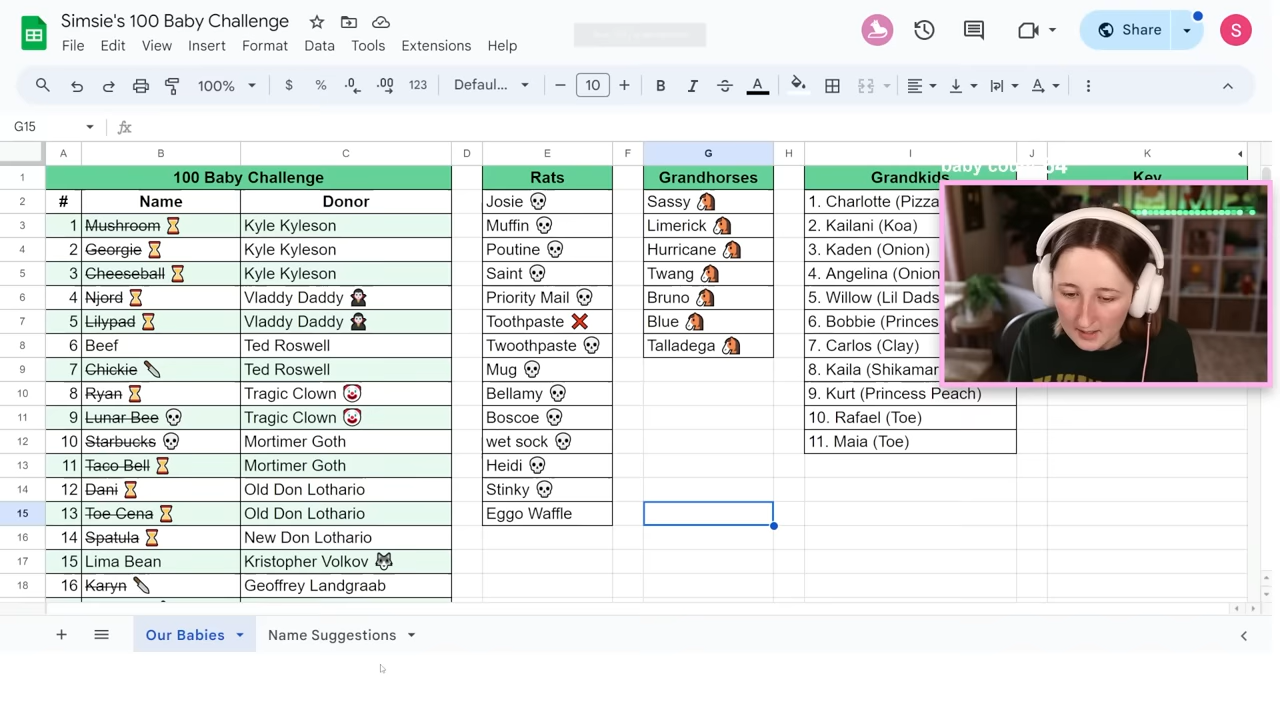 Simsie's 100 Baby Challenge
File Edit View Insert Format Data Tools Extensions Help
Share
S
100% $ % .0 .00 123 Defaul... 10 B I A
G15 fx
A B C D E F G H I J K
baby count 64
1 100 Baby Challenge Rats Grandhorses Grandkids Key
2 # Name Donor Josie 💀 Sassy 🐴 1. Charlotte (Pizza
3 1 Mushroom ⏳ Kyle Kyleson Muffin 💀 Limerick 🐴 2. Kailani (Koa)
4 2 Georgie ⏳ Kyle Kyleson Poutine 💀 Hurricane 🐴 3. Kaden (Onion)
5 3 Cheeseball ⏳ Kyle Kyleson Saint 💀 Twang 🐴 4. Angelina (Onion
6 4 Njord ⏳ Vladdy Daddy 🧛 Priority Mail 💀 Bruno 🐴 5. Willow (Lil Dads
7 5 Lilypad ⏳ Vladdy Daddy 🧛 Toothpaste ❌ Blue 🐴 6. Bobbie (Princes
8 6 Beef Ted Roswell Twoothpaste 💀 Talladega 🐴 7. Carlos (Clay)
9 7 Chickie 🔪 Ted Roswell Mug 💀 8. Kaila (Shikamar
10 8 Ryan ⏳ Tragic Clown 🤡 Bellamy 💀 9. Kurt (Princess Peach)
11 9 Lunar Bee 💀 Tragic Clown 🤡 Boscoe 💀 10. Rafael (Toe)
12 10 Starbucks 💀 Mortimer Goth wet sock 💀 11. Maia (Toe)
13 11 Taco Bell ⏳ Mortimer Goth Heidi 💀
14 12 Dani ⏳ Old Don Lothario Stinky 💀
15 13 Toe Cena ⏳ Old Don Lothario Eggo Waffle
16 14 Spatula ⏳ New Don Lothario
17 15 Lima Bean Kristopher Volkov 🐺
18 16 Karyn 🔪 Geoffrey Landgraab
+ Our Babies Name Suggestions